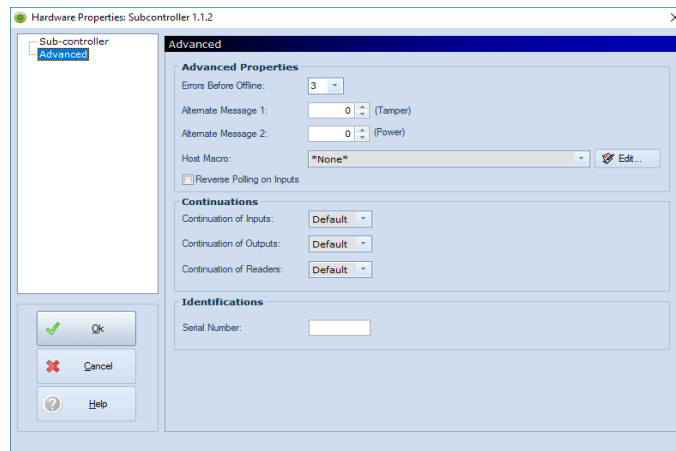 Hardware Properties: Subcontroller 1.1.2
Sub-controller
Advanced
Advanced
Advanced Properties
Errors Before Offline: 3
Alternate Message 1: 0 (Tamper)
Alternate Message 2: 0 (Power)
Host Macro: *None* Edit...
Reverse Polling on Inputs
Continuations
Continuation of Inputs: Default
Continuation of Outputs: Default
Continuation of Readers: Default
Identifications
Serial Number:
Ok
Cancel
Help